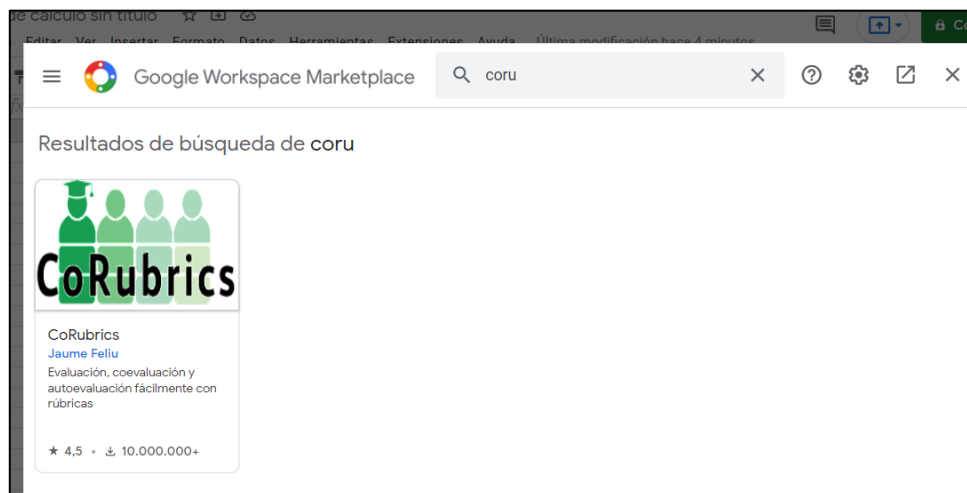 de cálculo sin título
Editar Ver Insertar Formato Datos Herramientas Extensiones Ayuda Última modificación hace 4 minutos
Google Workspace Marketplace
coru
Resultados de búsqueda de coru
CoRubrics
CoRubrics
Jaume Feliu
Evaluación, coevaluación y
autoevaluación fácilmente con
rúbricas
★ 4,5 • 10.000.000+